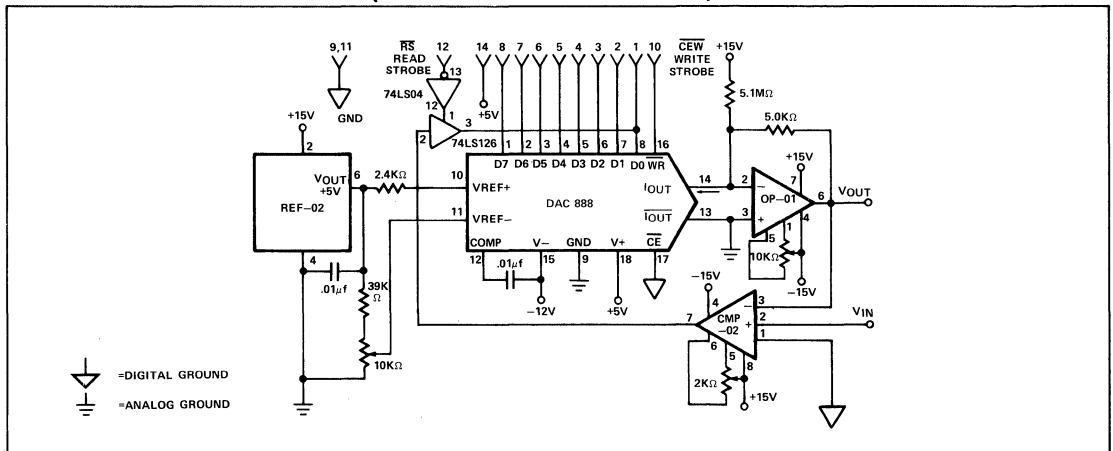 9,11
GND
RS
READ
STROBE
12
13
74LS04
12
1
2
3
74LS126
14
+5V
8 7 6 5 4 3 2 1 10
CEW
WRITE
STROBE
+15V
5.1MΩ
5.0KΩ
+15V
2
REF-02
VOUT
+5V
6
4
2.4KΩ
.01μf
39K
Ω
10KΩ
1 2 3 4 5 6 7 8 16
D7 D6 D5 D4 D3 D2 D1 D0 WR
10
VREF+
11
VREF-
DAC 888
IOUT
14
IOUT
13
COMP
12
V-
15
GND
9
V+
18
CE
17
.01μf
-12V
+5V
+15V
2
-
3
+
OP-01
7
6
4
1
5
10KΩ
-15V
VOUT
-15V
4
CMP
-02
-
3
+
2
1
7
6
5
8
2KΩ
+15V
VIN
=DIGITAL GROUND
=ANALOG GROUND